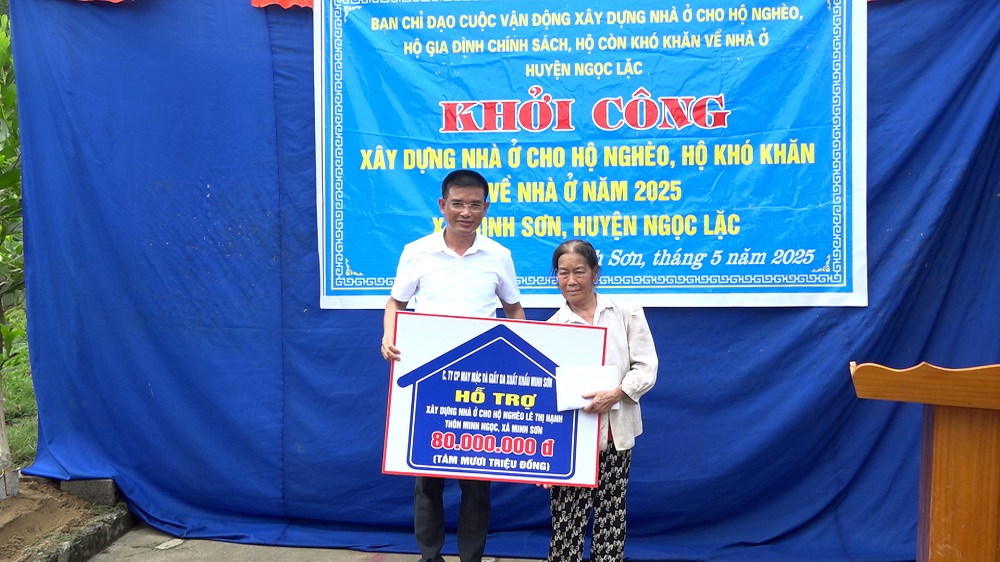 BAN CHỈ ĐẠO CUỘC VẬN ĐỘNG XÂY DỰNG NHÀ Ở CHO HỘ NGHÈO,
HỘ GIA ĐÌNH CHÍNH SÁCH, HỘ CÒN KHÓ KHĂN VỀ NHÀ Ở
HUYỆN NGỌC LẶC
KHỞI CÔNG
XÂY DỰNG NHÀ Ở CHO HỘ NGHÈO, HỘ KHÓ KHĂN
VỀ NHÀ Ở NĂM 2025
MINH SƠN, HUYỆN NGỌC LẶC
Sơn, tháng 5 năm 2025
C.TY CP MAY MẶC VÀ GIẦY DA XUẤT KHẨU MINH SƠN
HỖ TRỢ
XÂY DỰNG NHÀ Ở CHO HỘ NGHÈO LÊ THỊ HẠNH
THÔN MINH NGỌC, XÃ MINH SƠN
80.000.000 đ
(TÁM MƯƠI TRIỆU ĐỒNG)